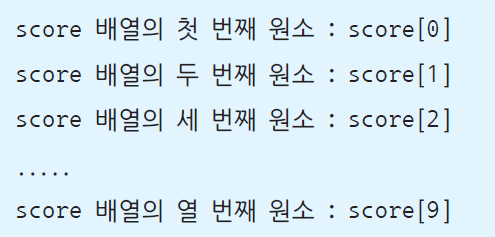 score 배열의 첫 번째 원소 : score[0]
score 배열의 두 번째 원소 : score[1]
score 배열의 세 번째 원소 : score[2]
.....
score 배열의 열 번째 원소 : score[9]